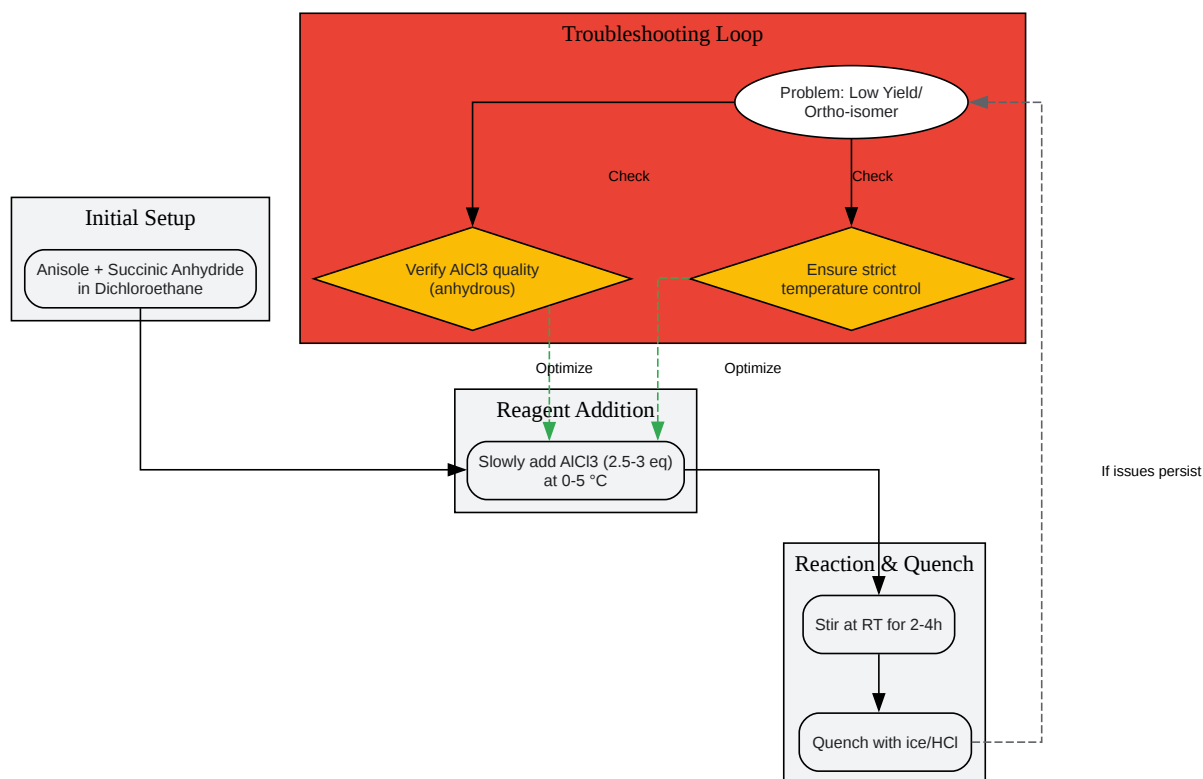 Troubleshooting Loop
Problem: Low Yield/
Ortho-isomer
Check
Check
Initial Setup
Anisole + Succinic Anhydride
in Dichloroethane
Verify AlCl3 quality
(anhydrous)
Ensure strict
temperature control
Optimize
Optimize
Reagent Addition
Slowly add AlCl3 (2.5-3 eq)
at 0-5 °C
If issues persist
Reaction & Quench
Stir at RT for 2-4h
Quench with ice/HCl